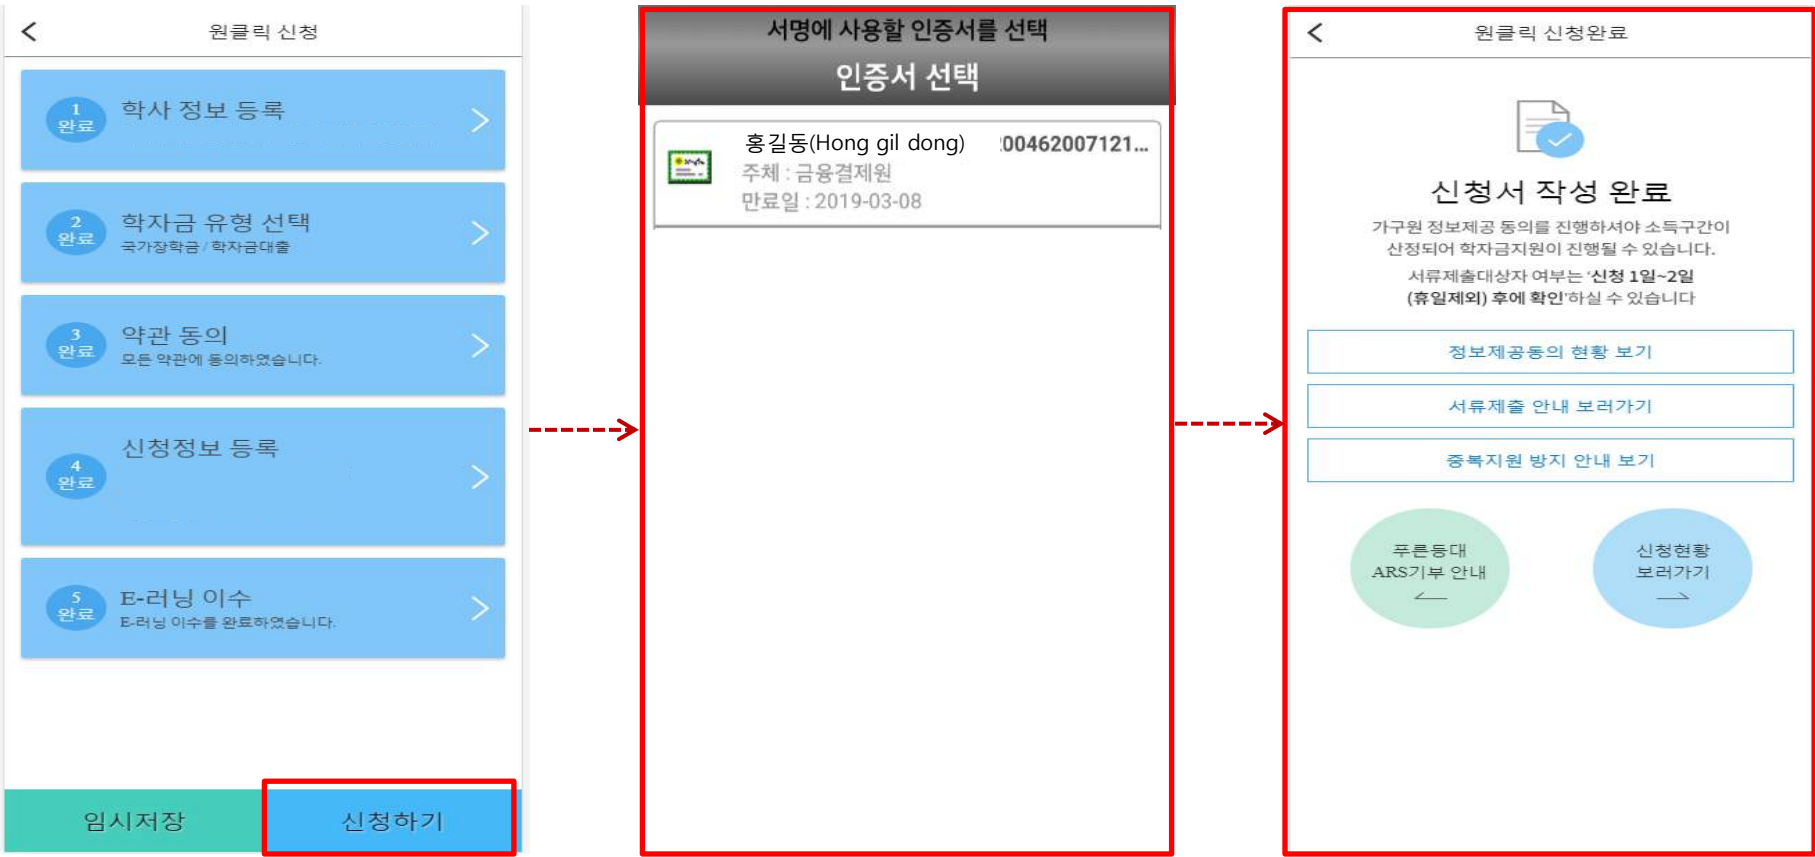 원클릭 신청
1
완료
학사 정보 등록
2
완료
학자금 유형 선택
국가장학금 / 학자금대출
3
완료
약관 동의
모든 약관에 동의하였습니다.
4
완료
신청정보 등록
5
완료
E-러닝 이수
E-러닝 이수를 완료하였습니다.
임시저장
신청하기
서명에 사용할 인증서를 선택
인증서 선택
홍길동(Hong gil dong) 00462007121...
주체 : 금융결제원
만료일 : 2019-03-08
원클릭 신청완료
신청서 작성 완료
가구원 정보제공 동의를 진행하셔야 소득구간이
산정되어 학자금지원이 진행될 수 있습니다.
서류제출대상자 여부는 '신청 1일~2일
(휴일제외) 후에 확인'하실 수 있습니다
정보제공동의 현황 보기
서류제출 안내 보러가기
중복지원 방지 안내 보기
푸른등대
ARS기부 안내
신청현황
보러가기